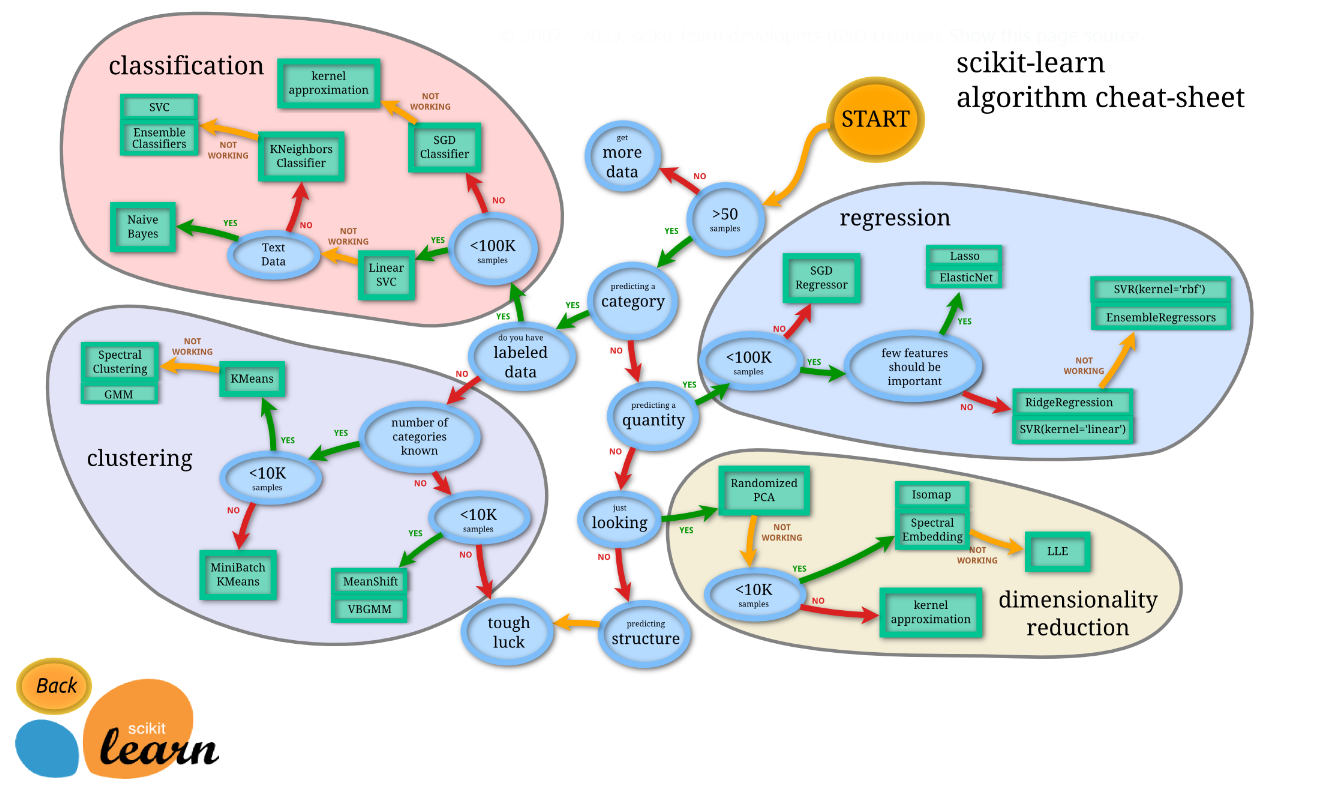 scikit-learn
algorithm cheat-sheet
START
classification
kernel
approximation
NOT
WORKING
SVC
Ensemble
Classifiers
NOT
WORKING
KNeighbors
Classifier
SGD
Classifier
Naive
Bayes
YES
NO
Text
Data
NOT
WORKING
Linear
SVC
YES
<100K
samples
NO
YES
get
more
data
NO
>50
samples
YES
predicting a
category
YES
NO
do you have
labeled
data
NO
predicting a
quantity
YES
NO
just
looking
YES
NO
predicting
structure
tough
luck
regression
SGD
Regressor
NO
<100K
samples
YES
Lasso
ElasticNet
YES
few features
should be
important
NO
SVR(kernel='rbf')
EnsembleRegressors
NOT
WORKING
RidgeRegression
SVR(kernel='linear')
clustering
Spectral
Clustering
GMM
NOT
WORKING
KMeans
YES
<10K
samples
YES
number of
categories
known
NO
NO
MiniBatch
KMeans
<10K
samples
YES
NO
MeanShift
VBGMM
dimensionality
reduction
Randomized
PCA
NOT
WORKING
<10K
samples
YES
NO
Isomap
Spectral
Embedding
NOT
WORKING
LLE
kernel
approximation
Back
scikit
learn